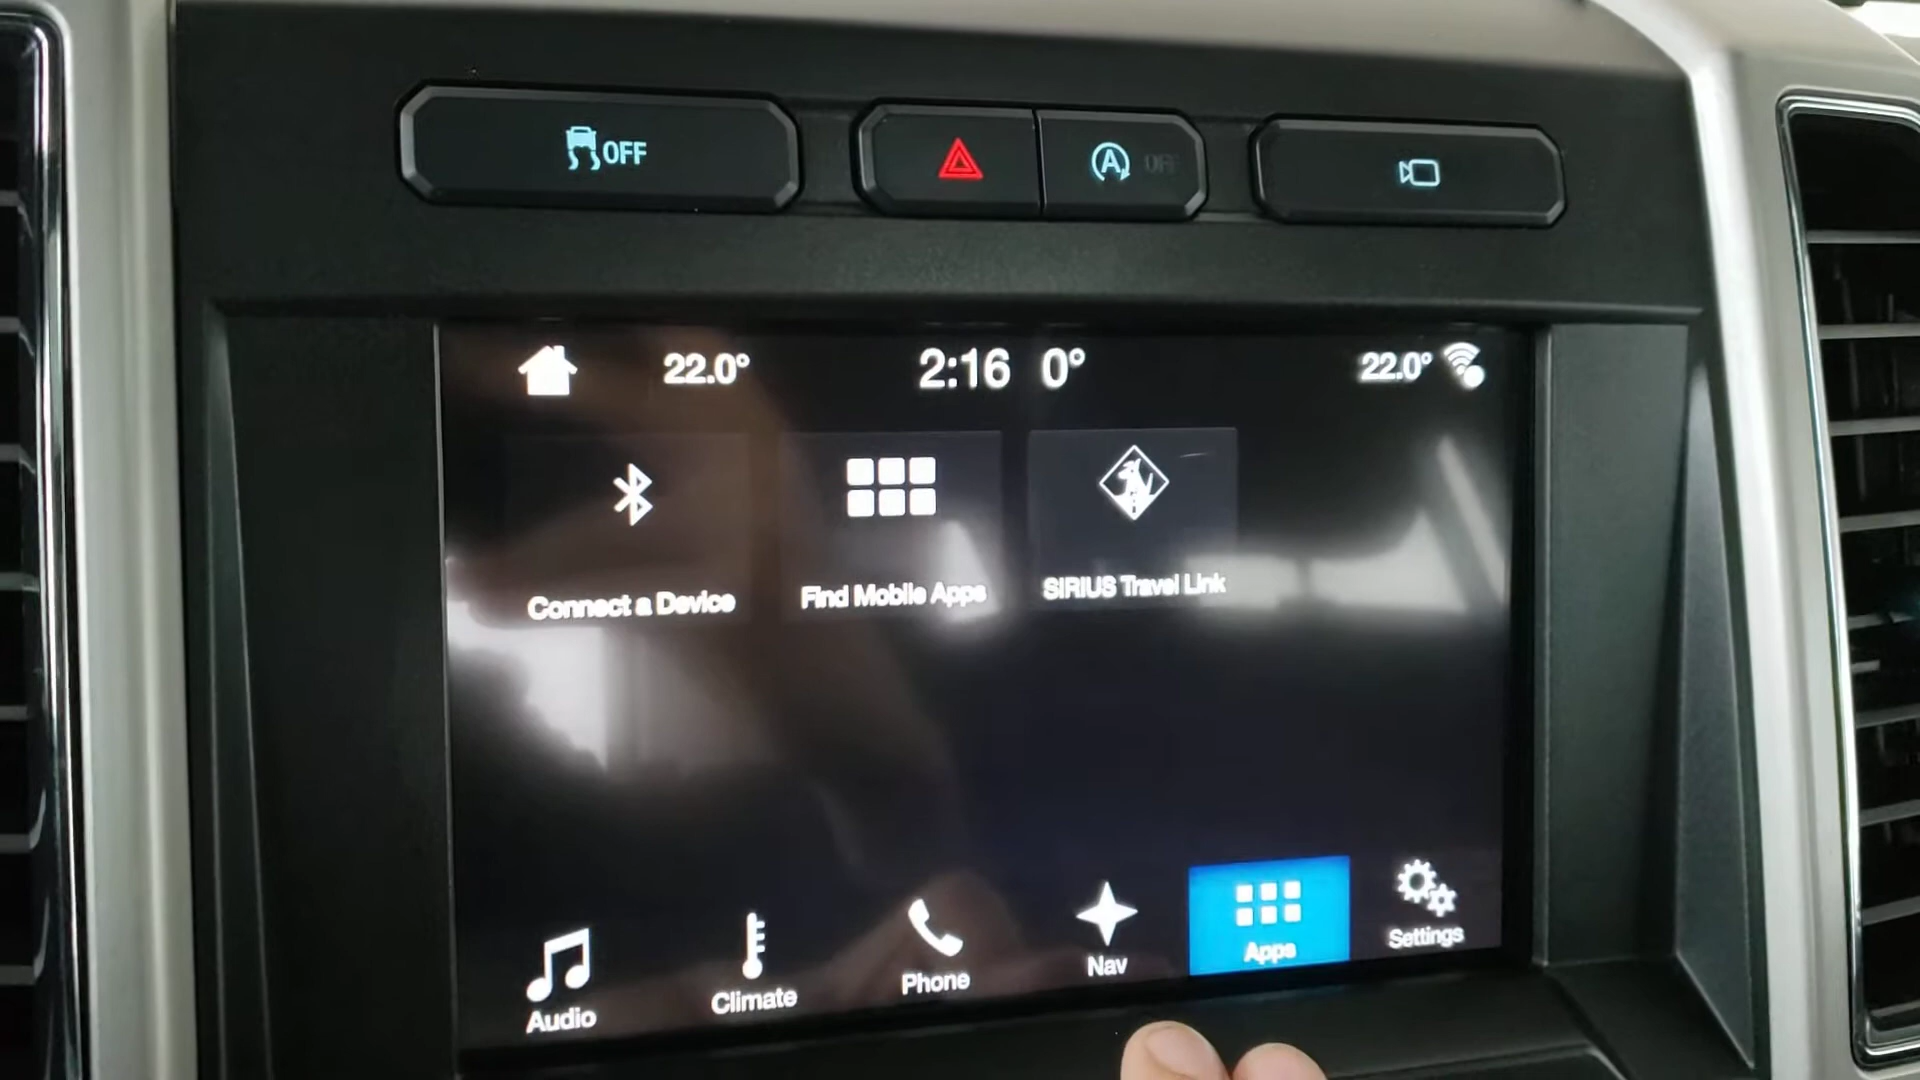 OFF
A OFF
22.0° 2:16 0° 22.0°
Connect a Device
Find Mobile Apps
SIRIUS Travel Link
Audio
Climate
Phone
Nav
Apps
Settings